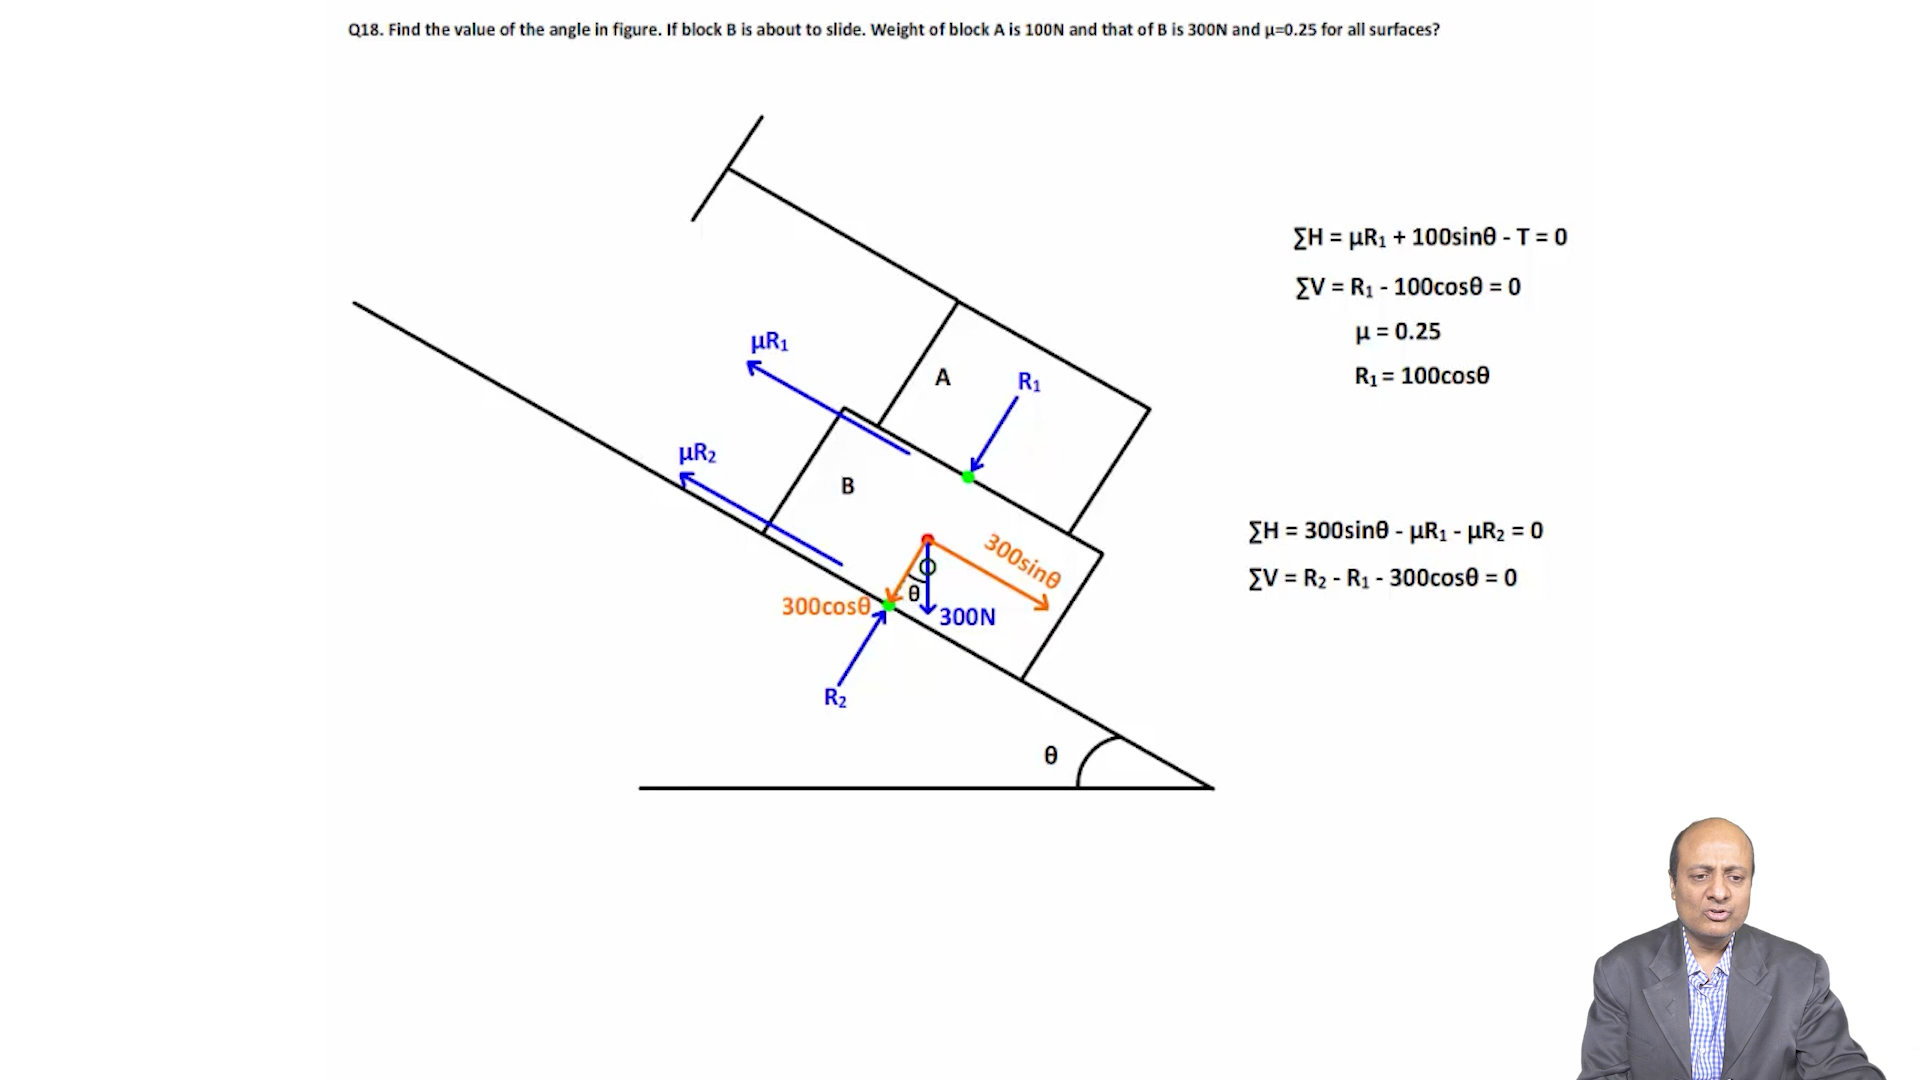 Q18. Find the value of the angle in figure. If block B is about to slide. Weight of block A is 100N and that of B is 300N and μ=0.25 for all surfaces?
∑H = μR₁ + 100sinθ - T = 0
∑V = R₁ - 100cosθ = 0
μ = 0.25
R₁ = 100cosθ
μR₁
A
R₁
μR₂
B
∑H = 300sinθ - μR₁ - μR₂ = 0
∑V = R₂ - R₁ - 300cosθ = 0
300sinθ
θ
300cosθ
300N
R₂
θ